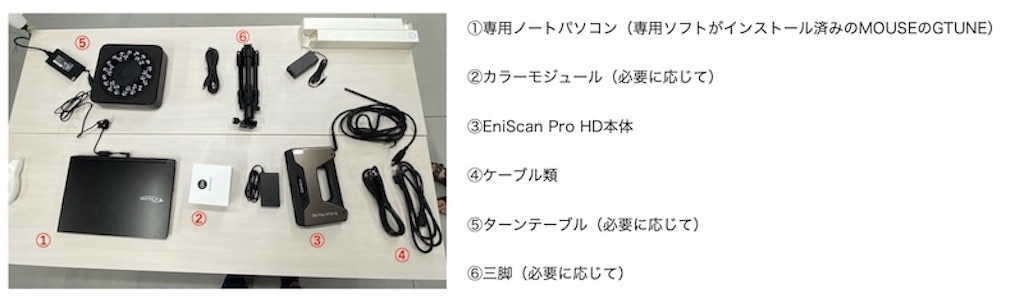 ⑤
⑥
①
②
③
④
①専用ノートパソコン（専用ソフトがインストール済みのMOUSEのGTUNE）
②カラーモジュール（必要に応じて）
③EniScan Pro HD本体
④ケーブル類
⑤ターンテーブル（必要に応じて）
⑥三脚（必要に応じて）